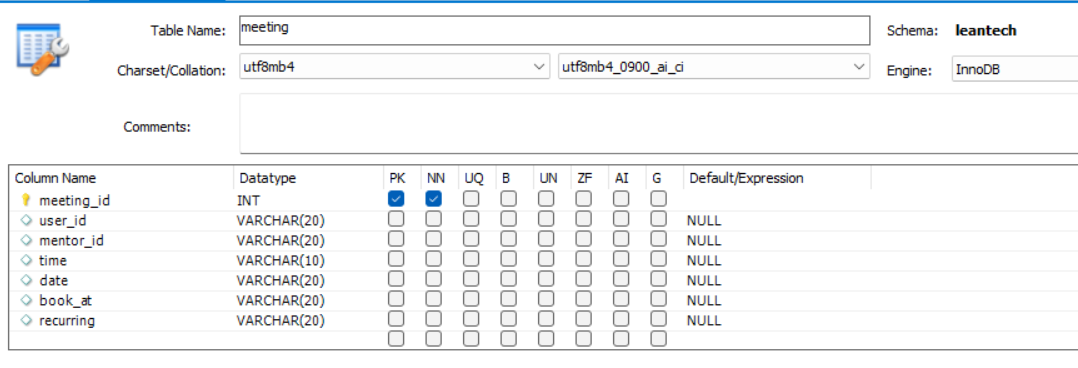 Table Name: meeting Schema: leantech
Charset/Collation: utf8mb4 utf8mb4_0900_ai_ci Engine: InnoDB
Comments:
Column Name Datatype PK NN UQ B UN ZF AI G Default/Expression
meeting_id INT
user_id VARCHAR(20) NULL
mentor_id VARCHAR(20) NULL
time VARCHAR(10) NULL
date VARCHAR(20) NULL
book_at VARCHAR(20) NULL
recurring VARCHAR(20) NULL